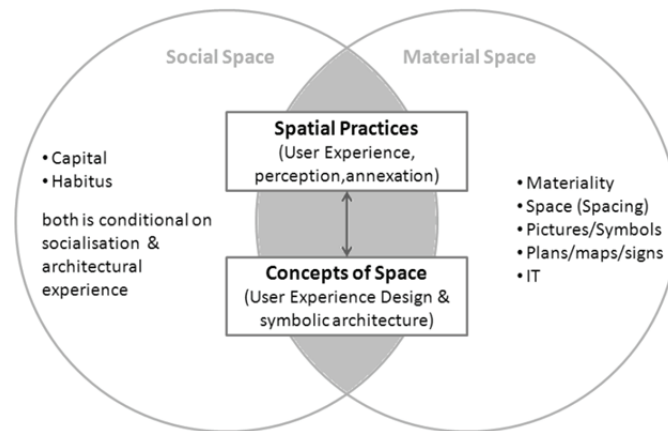 Social Space
Material Space
Spatial Practices
(User Experience,
perception,annexation)
• Capital
• Habitus
both is conditional on
socialisation &
architectural
experience
• Materiality
• Space (Spacing)
• Pictures/Symbols
• Plans/maps/signs
• IT
Concepts of Space
(User Experience Design &
symbolic architecture)